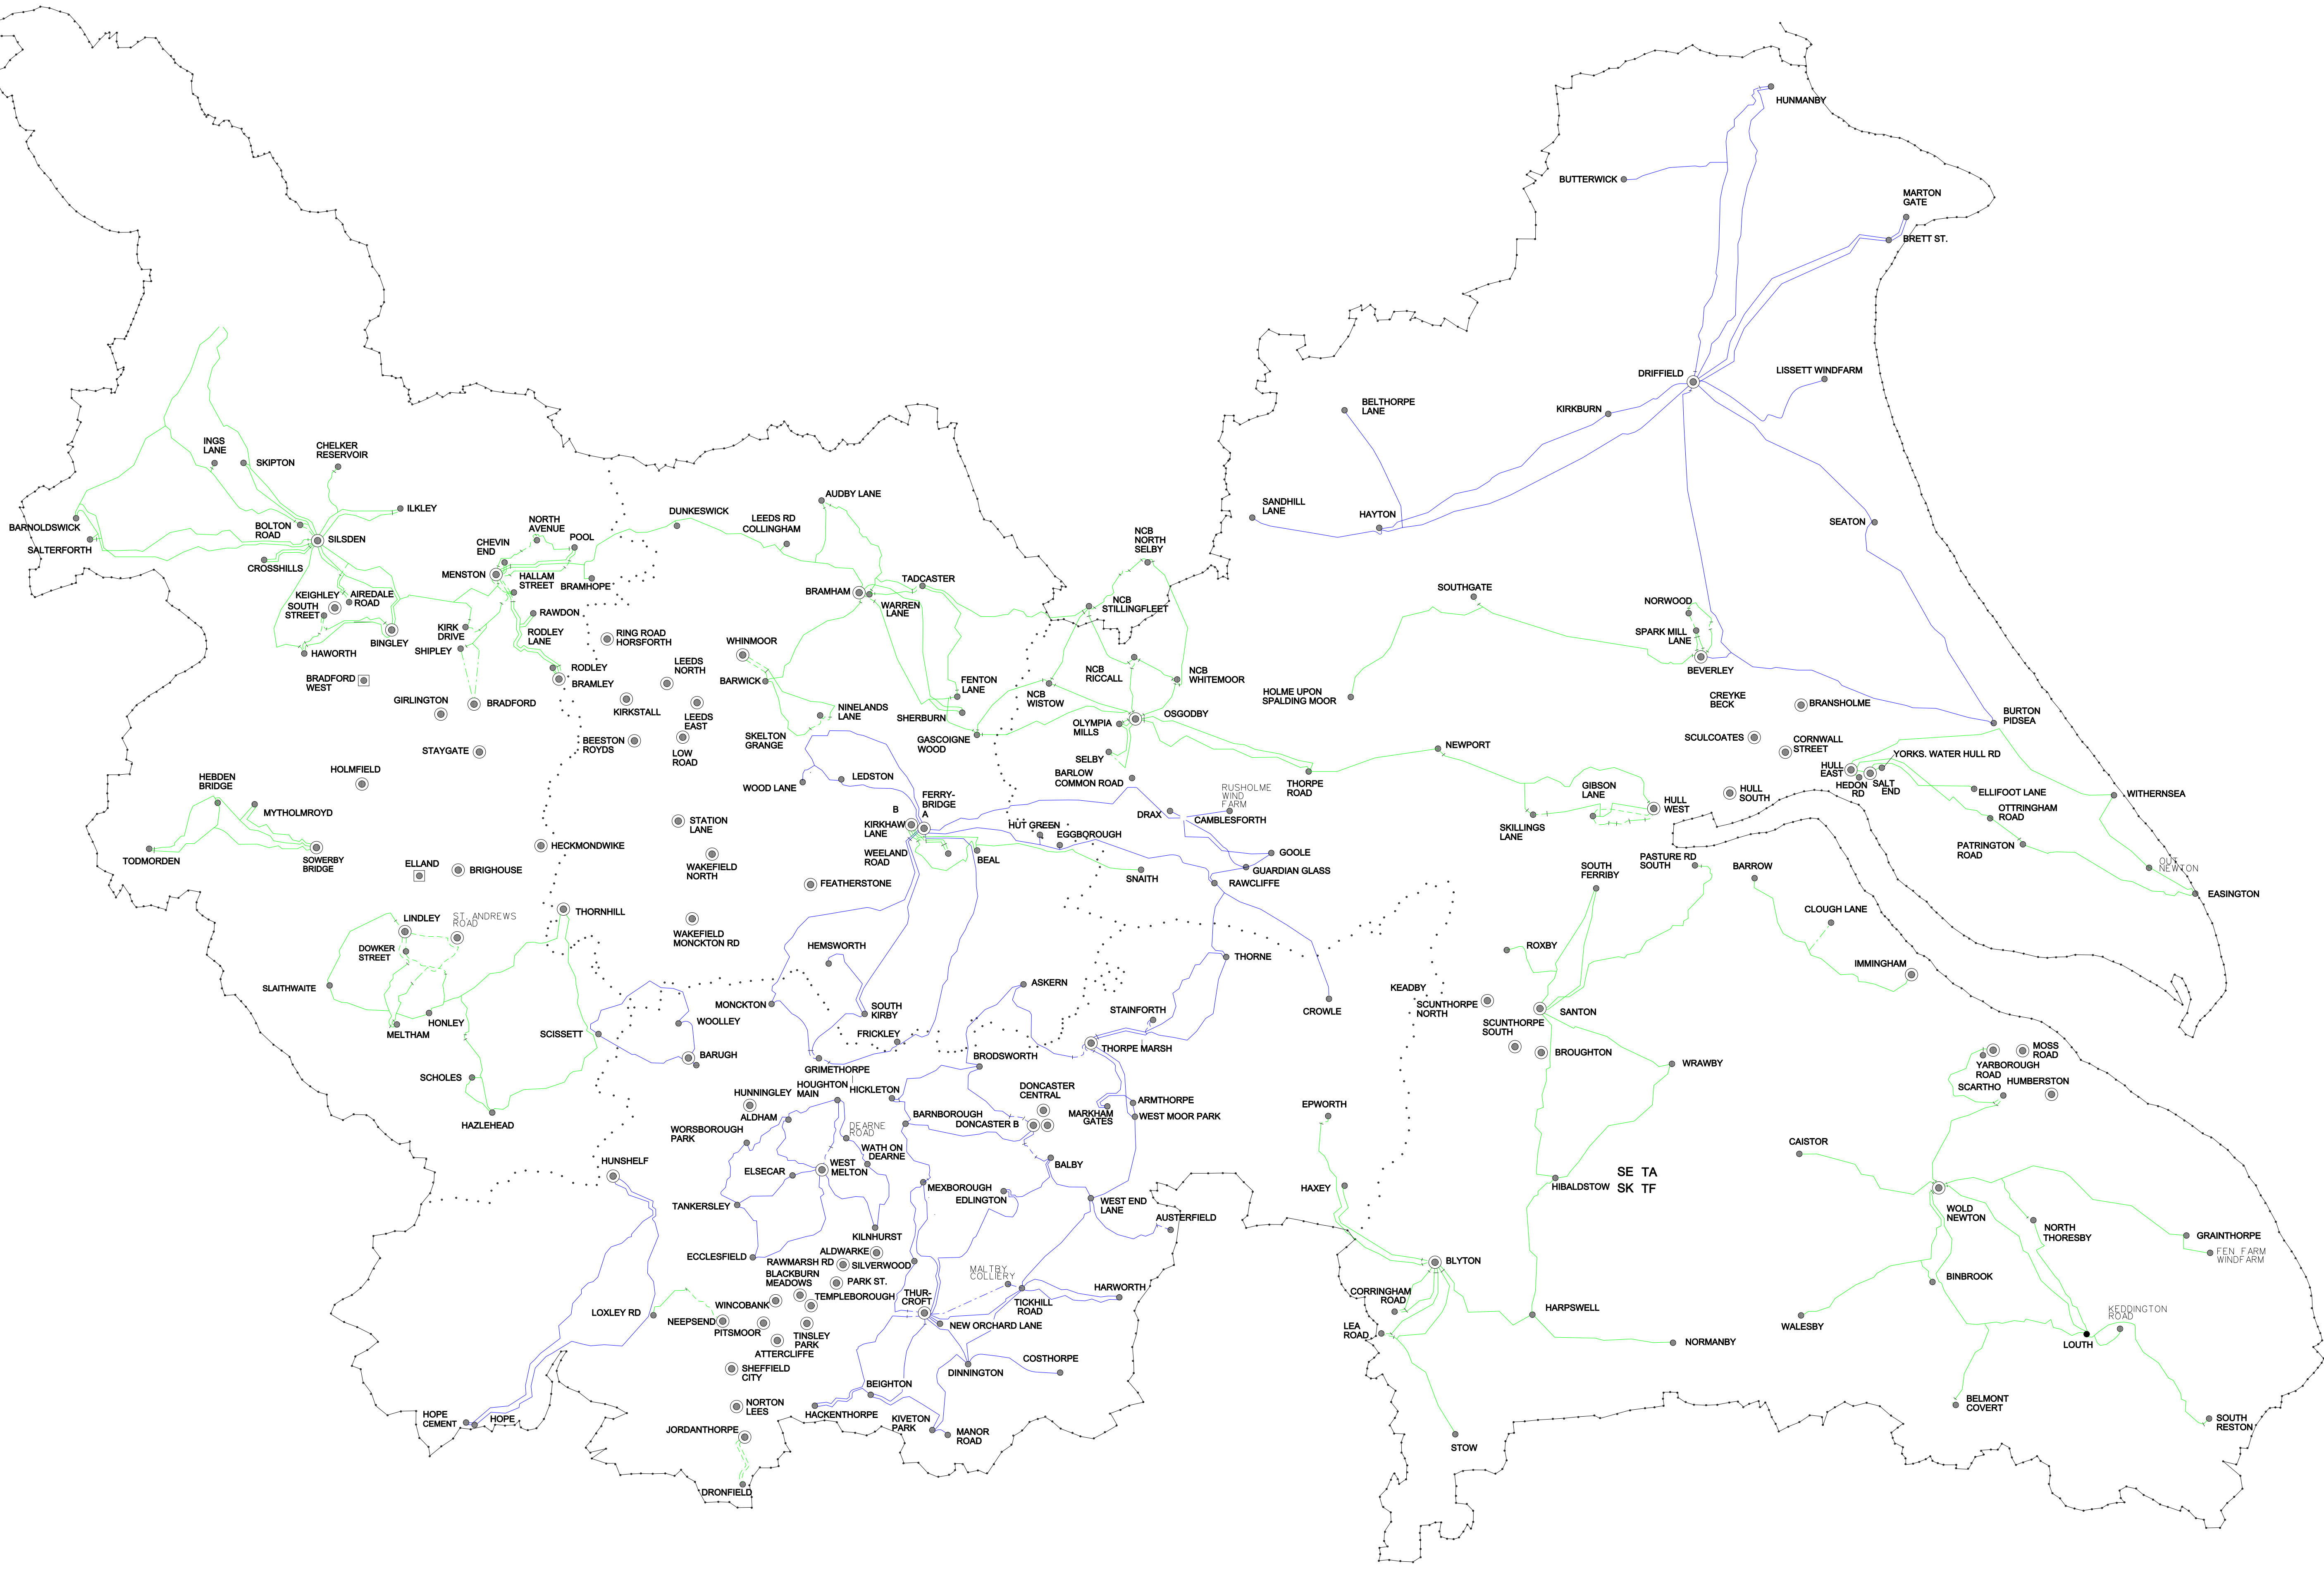 HUNMANBY
BUTTERWICK
MARTON
GATE
BRETT ST.
DRIFFIELD
LISSETT WINDFARM
KIRKBURN
BELTHORPE
LANE
INGS
LANE
SKIPTON
CHELKER
RESERVOIR
ILKLEY
BARNOLDSWICK
BOLTON
ROAD
SALTERFORTH
SILSDEN
CROSSHILLS
NORTH
AVENUE
POOL
CHEVIN
END
MENSTON
HALLAM
STREET
BRAMHOPE
DUNKESWICK
LEEDS RD
COLLINGHAM
AUDBY LANE
SANDHILL
LANE
HAYTON
SEATON
NCB
NORTH
SELBY
KEIGHLEY
SOUTH
STREET
AIREDALE
ROAD
BRAMHAM
TADCASTER
WARREN
LANE
NCB
STILLINGFLEET
SOUTHGATE
NORWOOD
SPARK MILL
LANE
BEVERLEY
RAWDON
RODLEY
LANE
RING ROAD
HORSFORTH
KIRK
DRIVE
BINGLEY
SHIPLEY
HAWORTH
WHINMOOR
BRADFORD
WEST
RODLEY
BRAMLEY
LEEDS
NORTH
BARWICK
FENTON
LANE
NCB
RICCALL
NCB
WHITEMOOR
NCB
WISTOW
HOLME UPON
SPALDING MOOR
CREYKE
BECK
BRANSHOLME
BURTON
PIDSEA
GIRLINGTON
BRADFORD
KIRKSTALL
LEEDS
EAST
NINELANDS
LANE
SHERBURN
OSGODBY
OLYMPIA
MILLS
STAYGATE
BEESTON
ROYDS
LOW
ROAD
SKELTON
GRANGE
GASCOIGNE
WOOD
SELBY
NEWPORT
SCULCOATES
CORNWALL
STREET
YORKS. WATER HULL RD
HULL
EAST
HEDON
RD
SALT
END
HOLMFIELD
HEBDEN
BRIDGE
MYTHOLMROYD
WOOD LANE
LEDSTON
BARLOW
COMMON ROAD
THORPE
ROAD
RUSHOLME
WIND
FARM
GIBSON
LANE
HULL
WEST
HULL
SOUTH
ELLIFOOT LANE
WITHERNSEA
OTTRINGHAM
ROAD
FERRY-
BRIDGE
B
A
KIRKHAW
LANE
STATION
LANE
HUT GREEN
DRAX
CAMBLESFORTH
SKILLINGS
LANE
EGGBOROUGH
TODMORDEN
SOWERBY
BRIDGE
HECKMONDWIKE
WAKEFIELD
NORTH
WEELAND
ROAD
BEAL
GOOLE
SNAITH
GUARDIAN GLASS
RAWCLIFFE
PATRINGTON
ROAD
OUT
NEWTON
EASINGTON
ELLAND
BRIGHOUSE
FEATHERSTONE
SOUTH
FERRIBY
PASTURE RD
SOUTH
BARROW
LINDLEY
ST. ANDREWS
ROAD
THORNHILL
WAKEFIELD
MONCKTON RD
CLOUGH LANE
DOWKER
STREET
HEMSWORTH
ROXBY
THORNE
IMMINGHAM
SLAITHWAITE
ASKERN
KEADBY
MELTHAM
HONLEY
MONCKTON
SOUTH
KIRBY
STAINFORTH
CROWLE
SCUNTHORPE
NORTH
SANTON
WOOLLEY
SCISSETT
FRICKLEY
SCUNTHORPE
SOUTH
THORPE MARSH
BROUGHTON
BARUGH
BRODSWORTH
WRAWBY
MOSS
ROAD
YARBOROUGH
ROAD
SCARTHO
HUMBERSTON
GRIMETHORPE
SCHOLES
HOUGHTON
MAIN
HICKLETON
DONCASTER
CENTRAL
ARMTHORPE
MARKHAM
GATES
WEST MOOR PARK
EPWORTH
HUNNINGLEY
ALDHAM
BARNBOROUGH
DONCASTER B
HAZLEHEAD
WORSBOROUGH
PARK
DEARNE
ROAD
WATH ON
DEARNE
CAISTOR
HUNSHELF
ELSECAR
WEST
MELTON
BALBY
MEXBOROUGH
EDLINGTON
WEST END
LANE
HAXEY
HIBALDSTOW
SE TA
SK TF
TANKERSLEY
AUSTERFIELD
WOLD
NEWTON
NORTH
THORESBY
GRAINTHORPE
FEN FARM
WINDFARM
KILNHURST
ECCLESFIELD
ALDWARKE
RAWMARSH RD
SILVERWOOD
BLACKBURN
MEADOWS
PARK ST.
TEMPLEBOROUGH
MALTBY
COLLIERY
BLYTON
BINBROOK
LOXLEY RD
WINCOBANK
NEEPSEND
PITSMOOR
THUR-
CROFT
TICKHILL
ROAD
HARWORTH
CORRINGHAM
ROAD
HARPSWELL
WALESBY
KEDDINGTON
ROAD
LOUTH
TINSLEY
PARK
NEW ORCHARD LANE
LEA
ROAD
NORMANBY
ATTERCLIFFE
SHEFFIELD
CITY
DINNINGTON
COSTHORPE
BEIGHTON
NORTON
LEES
HACKENTHORPE
HOPE
CEMENT
HOPE
JORDANTHORPE
KIVETON
PARK
MANOR
ROAD
STOW
BELMONT
COVERT
SOUTH
RESTON
DRONFIELD